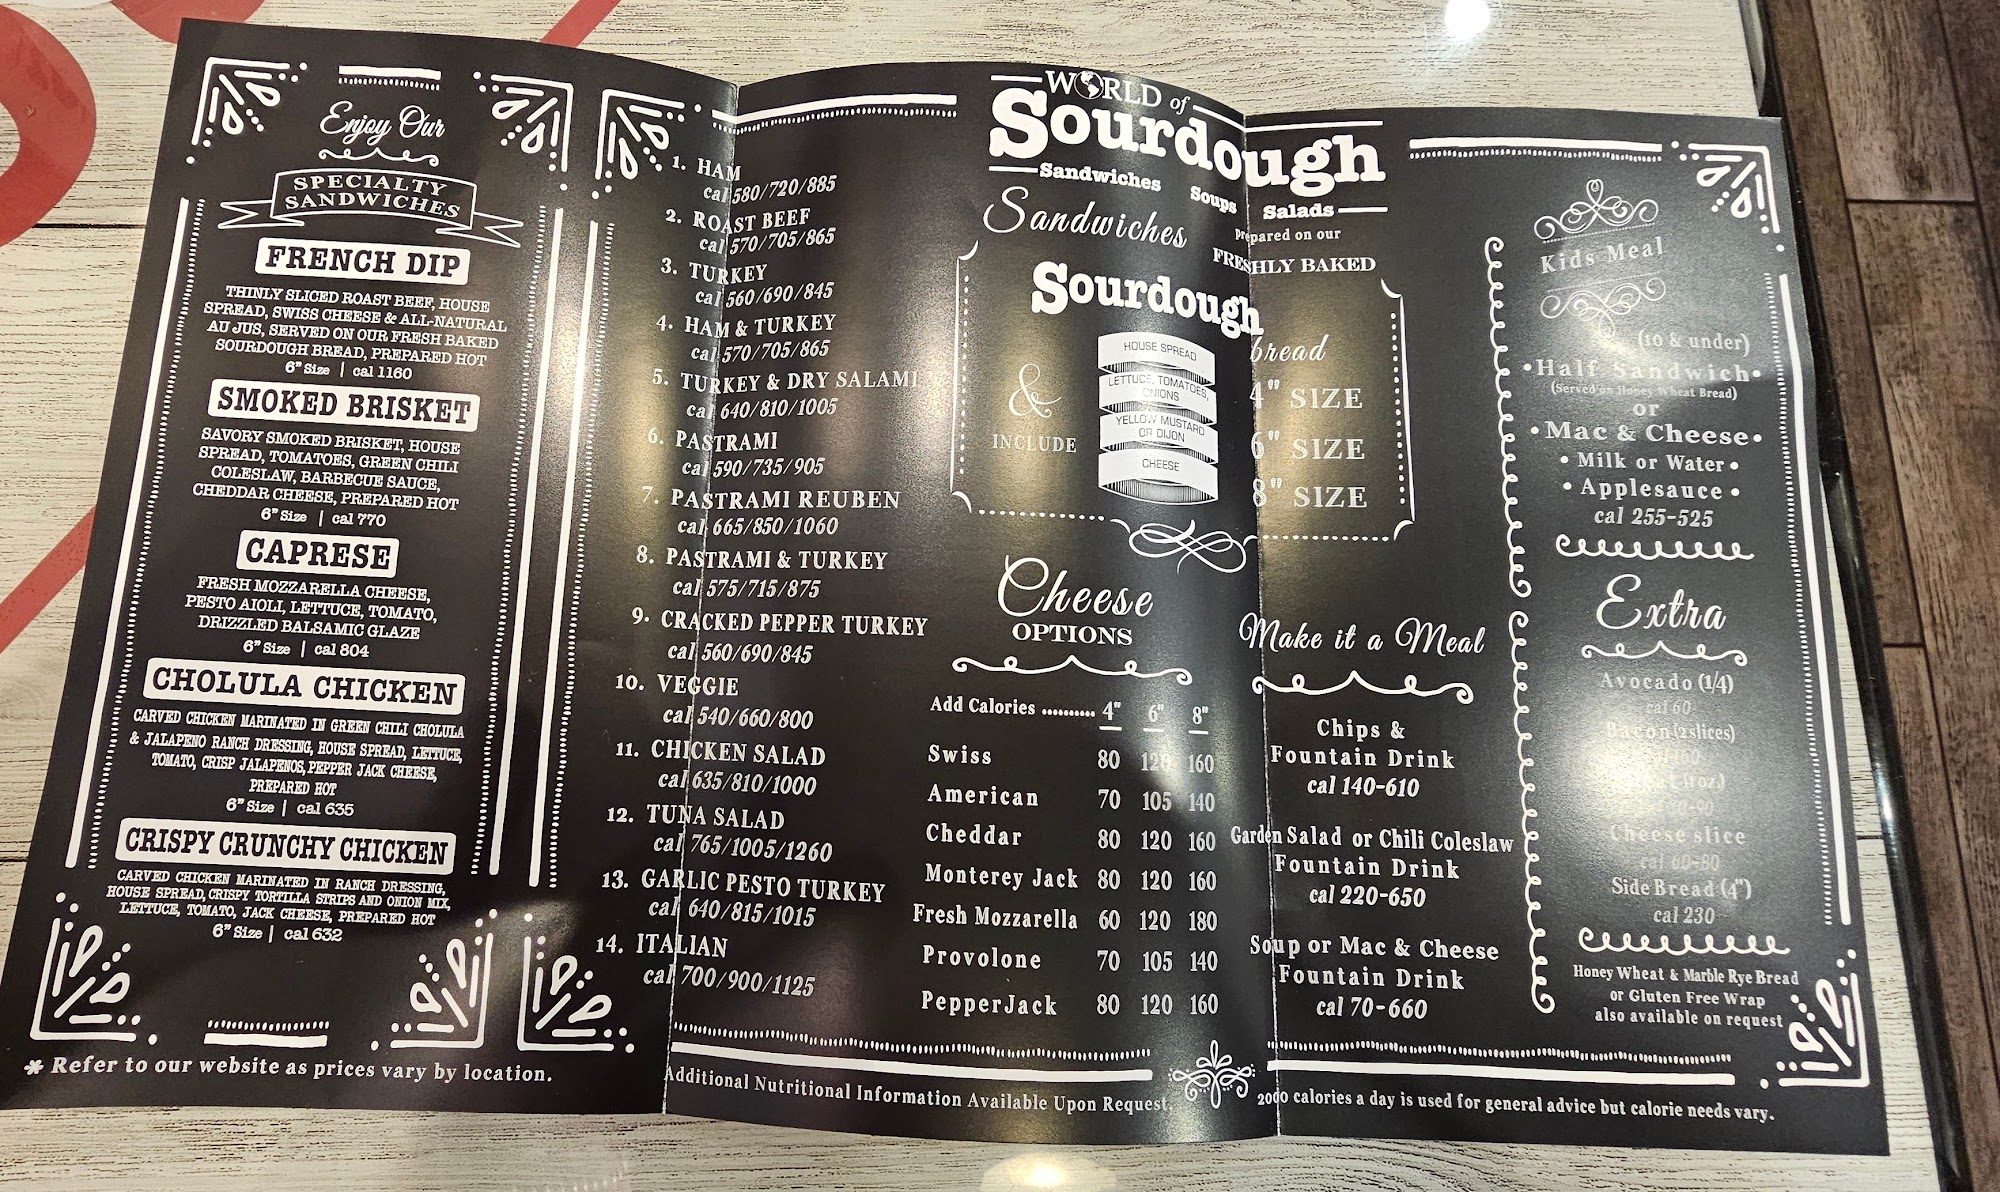 Enjoy Our
SPECIALTY
SANDWICHES
FRENCH DIP
THINLY SLICED ROAST BEEF, HOUSE
SPREAD, SWISS CHEESE & ALL-NATURAL
AU JUS, SERVED ON OUR FRESH BAKED
SOURDOUGH BREAD, PREPARED HOT
6" Size | cal 1160
SMOKED BRISKET
SAVORY SMOKED BRISKET, HOUSE
SPREAD, TOMATOES, GREEN CHILI
COLESLAW, BARBECUE SAUCE,
CHEDDAR CHEESE, PREPARED HOT
6" Size | cal 770
CAPRESE
FRESH MOZZARELLA CHEESE,
PESTO AIOLI, LETTUCE, TOMATO,
DRIZZLED BALSAMIC GLAZE
6" Size | cal 804
CHOLULA CHICKEN
CARVED CHICKEN MARINATED IN GREEN CHILI CHOLULA
& JALAPENO RANCH DRESSING, HOUSE SPREAD, LETTUCE,
TOMATO, CRISP JALAPENOS, PEPPER JACK CHEESE,
PREPARED HOT
6" Size | cal 635
CRISPY CRUNCHY CHICKEN
CARVED CHICKEN MARINATED IN RANCH DRESSING,
HOUSE SPREAD, CRISPY TORTILLA STRIPS AND ONION MIX,
LETTUCE, TOMATO, JACK CHEESE, PREPARED HOT
6" Size | cal 632
* Refer to our website as prices vary by location.
1. HAM
cal 580/720/885
2. ROAST BEEF
cal 570/705/865
3. TURKEY
cal 560/690/845
4. HAM & TURKEY
cal 570/705/865
5. TURKEY & DRY SALAMI
cal 640/810/1005
6. PASTRAMI
cal 590/735/905
7. PASTRAMI REUBEN
cal 665/850/1060
8. PASTRAMI & TURKEY
cal 575/715/875
9. CRACKED PEPPER TURKEY
cal 560/690/845
10. VEGGIE
cal 540/660/800
11. CHICKEN SALAD
cal 635/810/1000
12. TUNA SALAD
cal 765/1005/1260
13. GARLIC PESTO TURKEY
cal 640/815/1015
14. ITALIAN
cal 700/900/1125
Additional Nutritional Information Available Upon Request.
WORLD of
Sourdough
Sandwiches Soups Salads
Sandwiches
prepared on our
FRESHLY BAKED
Sourdough
bread
& INCLUDE
HOUSE SPREAD
LETTUCE, TOMATOES,
ONIONS
YELLOW MUSTARD
OR DIJON
CHEESE
4" SIZE
6" SIZE
8" SIZE
Cheese
OPTIONS
Add Calories .......... 4" 6" 8"
Swiss 80 120 160
American 70 105 140
Cheddar 80 120 160
Monterey Jack 80 120 160
Fresh Mozzarella 60 120 180
Provolone 70 105 140
PepperJack 80 120 160
Make it a Meal
Chips &
Fountain Drink
cal 140-610
Garden Salad or Chili Coleslaw
Fountain Drink
cal 220-650
Soup or Mac & Cheese
Fountain Drink
cal 70-660
Kids Meal
(10 & under)
•Half Sandwich•
(Served on Honey Wheat Bread)
or
•Mac & Cheese•
• Milk or Water •
• Applesauce •
cal 255-525
Extra
Avocado (1/4)
cal 60
Bacon (2 slices)
Cheese slice
cal 60-80
Side Bread (4")
cal 230
Honey Wheat & Marble Rye Bread
or Gluten Free Wrap
also available on request
2000 calories a day is used for general advice but calorie needs vary.